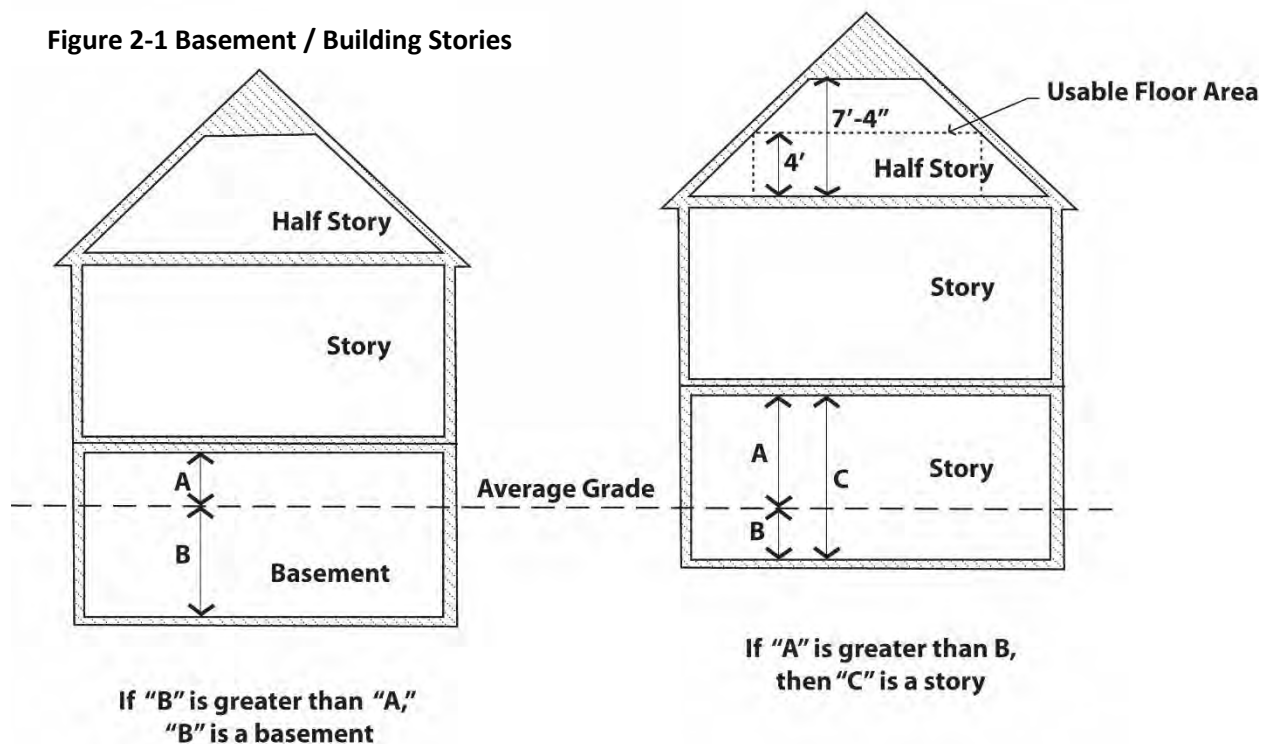 Figure 2-1 Basement / Building Stories
Half Story
Story
A
B
Basement
If “B” is greater than “A,”
“B” is a basement
Average Grade
Usable Floor Area
7’-4”
4’
Half Story
Story
A
C
B
Story
If “A” is greater than B,
then “C” is a story